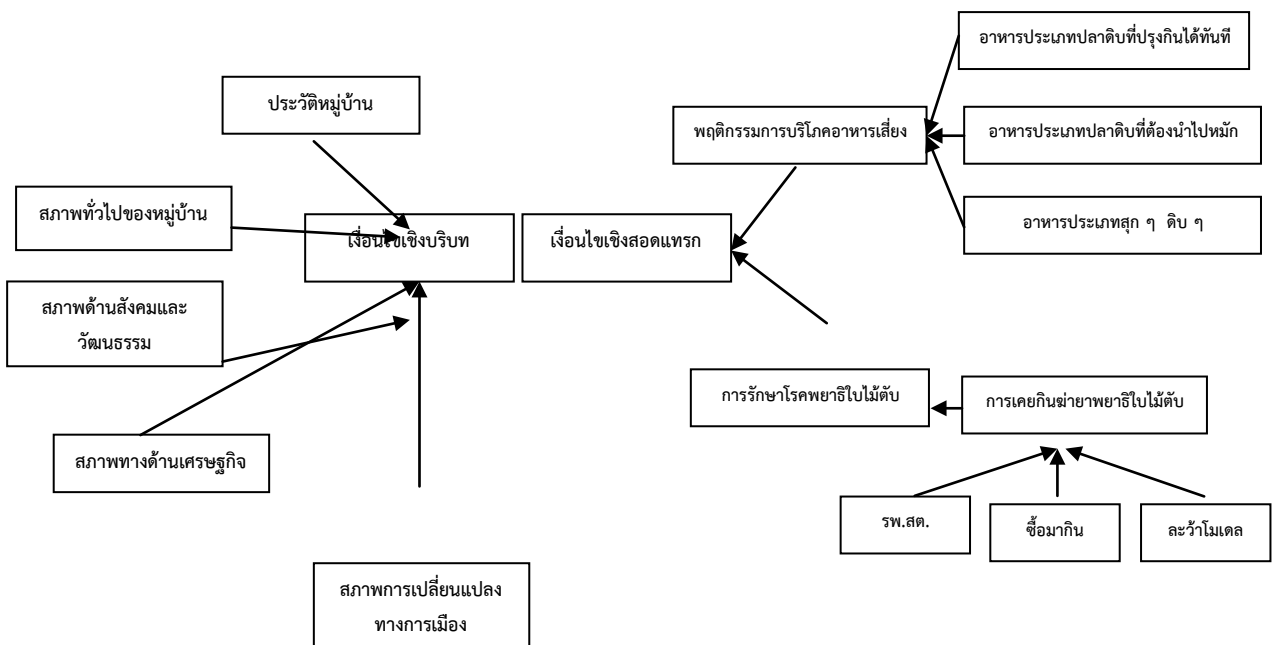 อาหารประเภทปลาดิบที่ปรุงกินได้ทันที
ประวัติหมู่บ้าน
พฤติกรรมการบริโภคอาหารเสี่ยง
อาหารประเภทปลาดิบที่ต้องนำไปหมัก
สภาพทั่วไปของหมู่บ้าน
อาหารประเภทสุก ๆ ดิบ ๆ
เงื่อนไขเชิงบริบท
เงื่อนไขเชิงสอดแทรก
สภาพด้านสังคมและ
วัฒนธรรม
การรักษาโรคพยาธิใบไม้ตับ
การเคยกินฆ่ายาพยาธิใบไม้ตับ
สภาพทางด้านเศรษฐกิจ
รพ.สต.
ซื้อมากิน
ละว้าโมเดล
สภาพการเปลี่ยนแปลง
ทางการเมือง